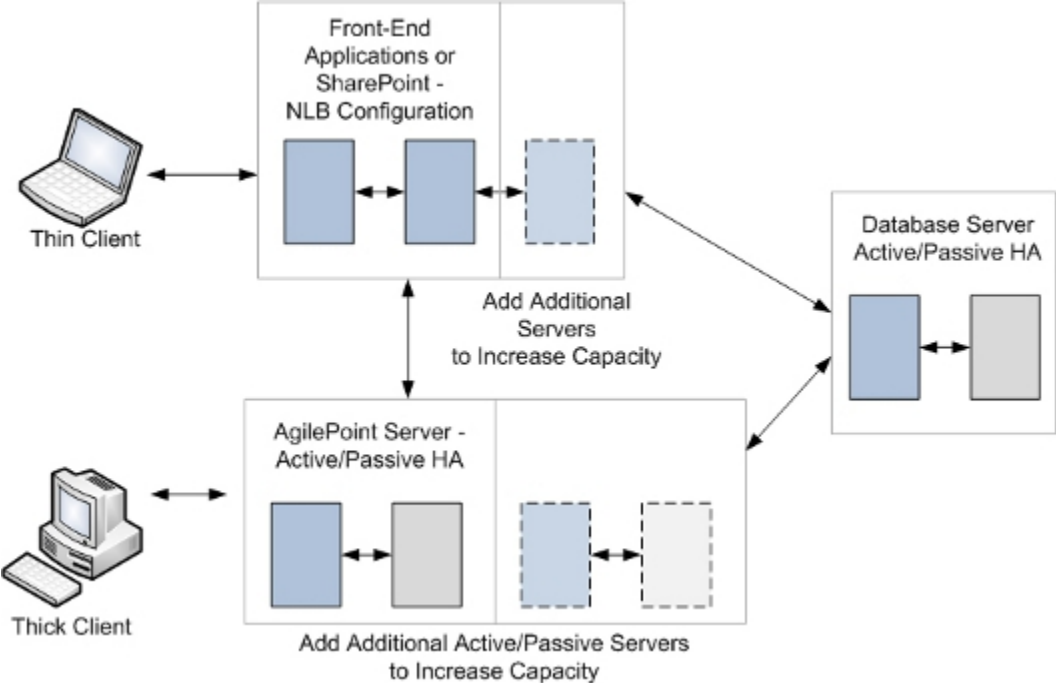 Front-End
Applications or
SharePoint -
NLB Configuration
Thin Client
Database Server
Active/Passive HA
Add Additional
Servers
to Increase Capacity
AgilePoint Server -
Active/Passive HA
Thick Client
Add Additional Active/Passive Servers
to Increase Capacity